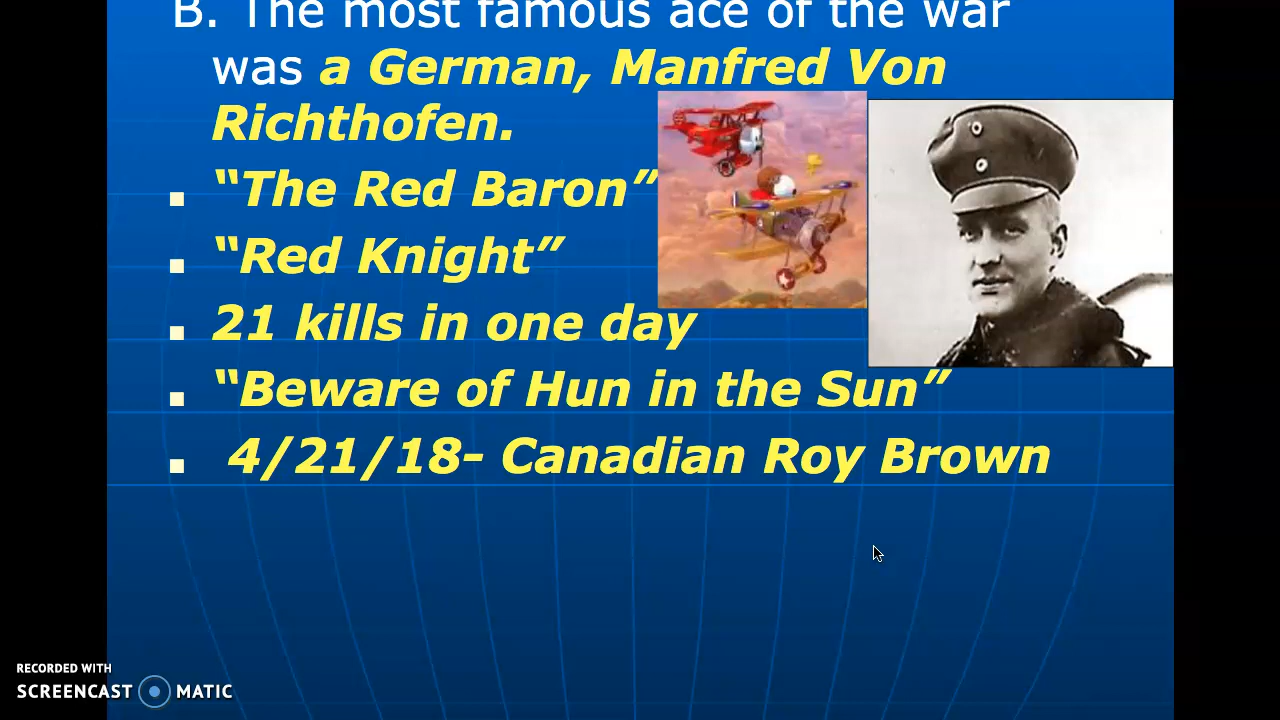 B. The most famous ace of the war
was a German, Manfred Von
Richthofen.
▪ “The Red Baron”
▪ “Red Knight”
▪ 21 kills in one day
▪ “Beware of Hun in the Sun”
▪ 4/21/18- Canadian Roy Brown
RECORDED WITH
SCREENCAST MATIC